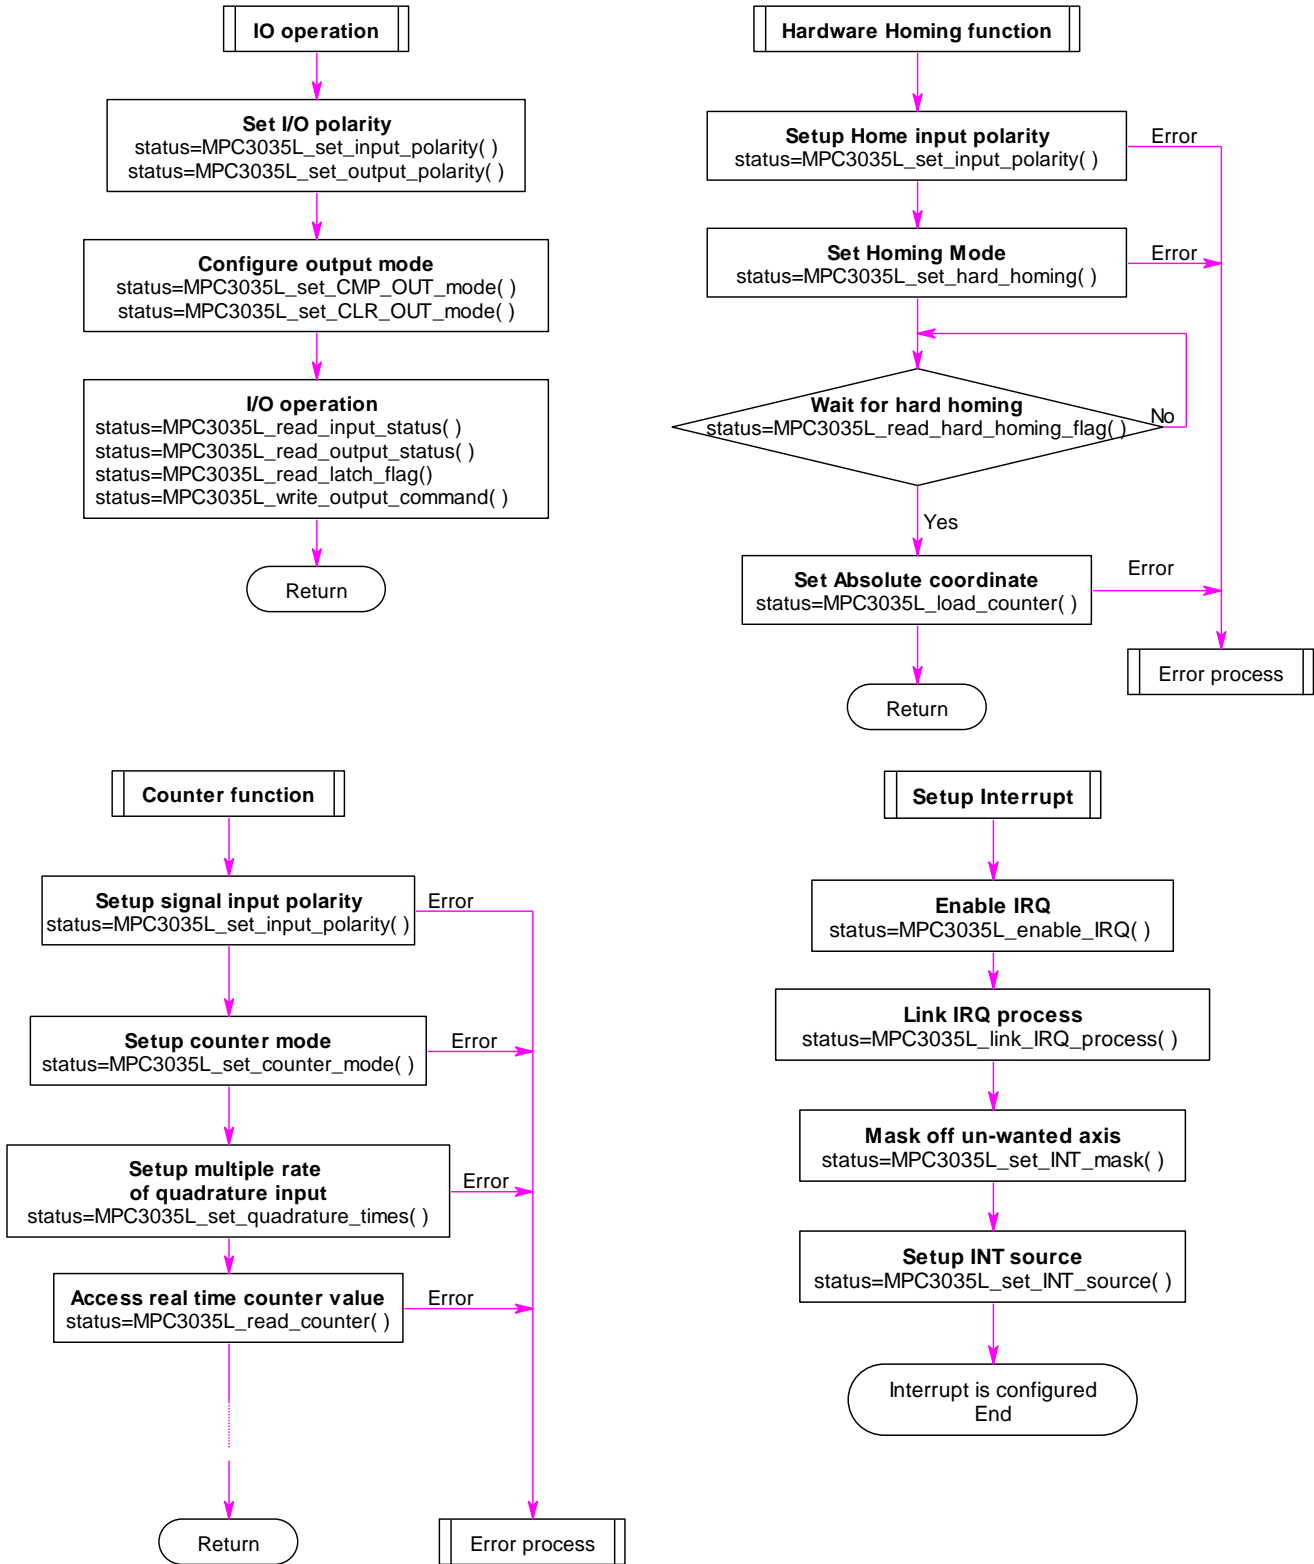 IO operation
Set I/O polarity
status=MPC3035L_set_input_polarity( )
status=MPC3035L_set_output_polarity( )
Configure output mode
status=MPC3035L_set_CMP_OUT_mode( )
status=MPC3035L_set_CLR_OUT_mode( )
I/O operation
status=MPC3035L_read_input_status( )
status=MPC3035L_read_output_status( )
status=MPC3035L_read_latch_flag()
status=MPC3035L_write_output_command( )
Return
Hardware Homing function
Setup Home input polarity
status=MPC3035L_set_input_polarity( )
Error
Set Homing Mode
status=MPC3035L_set_hard_homing( )
Error
Wait for hard homing
status=MPC3035L_read_hard_homing_flag( )
No
Yes
Set Absolute coordinate
status=MPC3035L_load_counter( )
Error
Error process
Return
Counter function
Setup signal input polarity
status=MPC3035L_set_input_polarity( )
Error
Setup counter mode
status=MPC3035L_set_counter_mode( )
Error
Setup multiple rate
of quadrature input
status=MPC3035L_set_quadrature_times( )
Error
Access real time counter value
status=MPC3035L_read_counter( )
Error
Return
Error process
Setup Interrupt
Enable IRQ
status=MPC3035L_enable_IRQ( )
Link IRQ process
status=MPC3035L_link_IRQ_process( )
Mask off un-wanted axis
status=MPC3035L_set_INT_mask( )
Setup INT source
status=MPC3035L_set_INT_source( )
Interrupt is configured
End